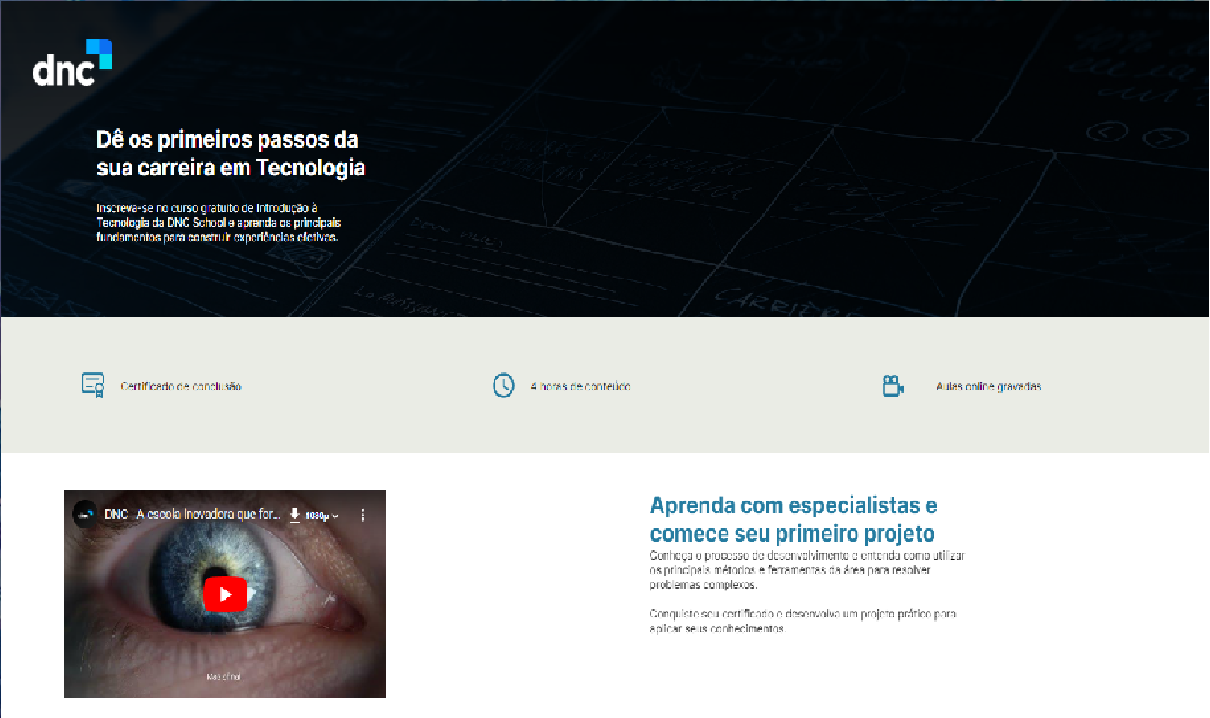 dnc
Dê os primeiros passos da
sua carreira em Tecnologia
Inscreva-se no curso gratuito de Introdução à
Tecnologia da DNC School e aprenda os principais
fundamentos para construir experiências efetivas.
Certificado de conclusão
4 horas de conteúdo
Aulas online gravadas
DNC A escola Inovadora que for...
1080p
Aprenda com especialistas e
comece seu primeiro projeto
Conheça o processo de desenvolvimento e entenda como utilizar
os principais métodos e ferramentas da área para resolver
problemas complexos.
Conquiste seu certificado e desenvolva um projeto prático para
aplicar seus conhecimentos.